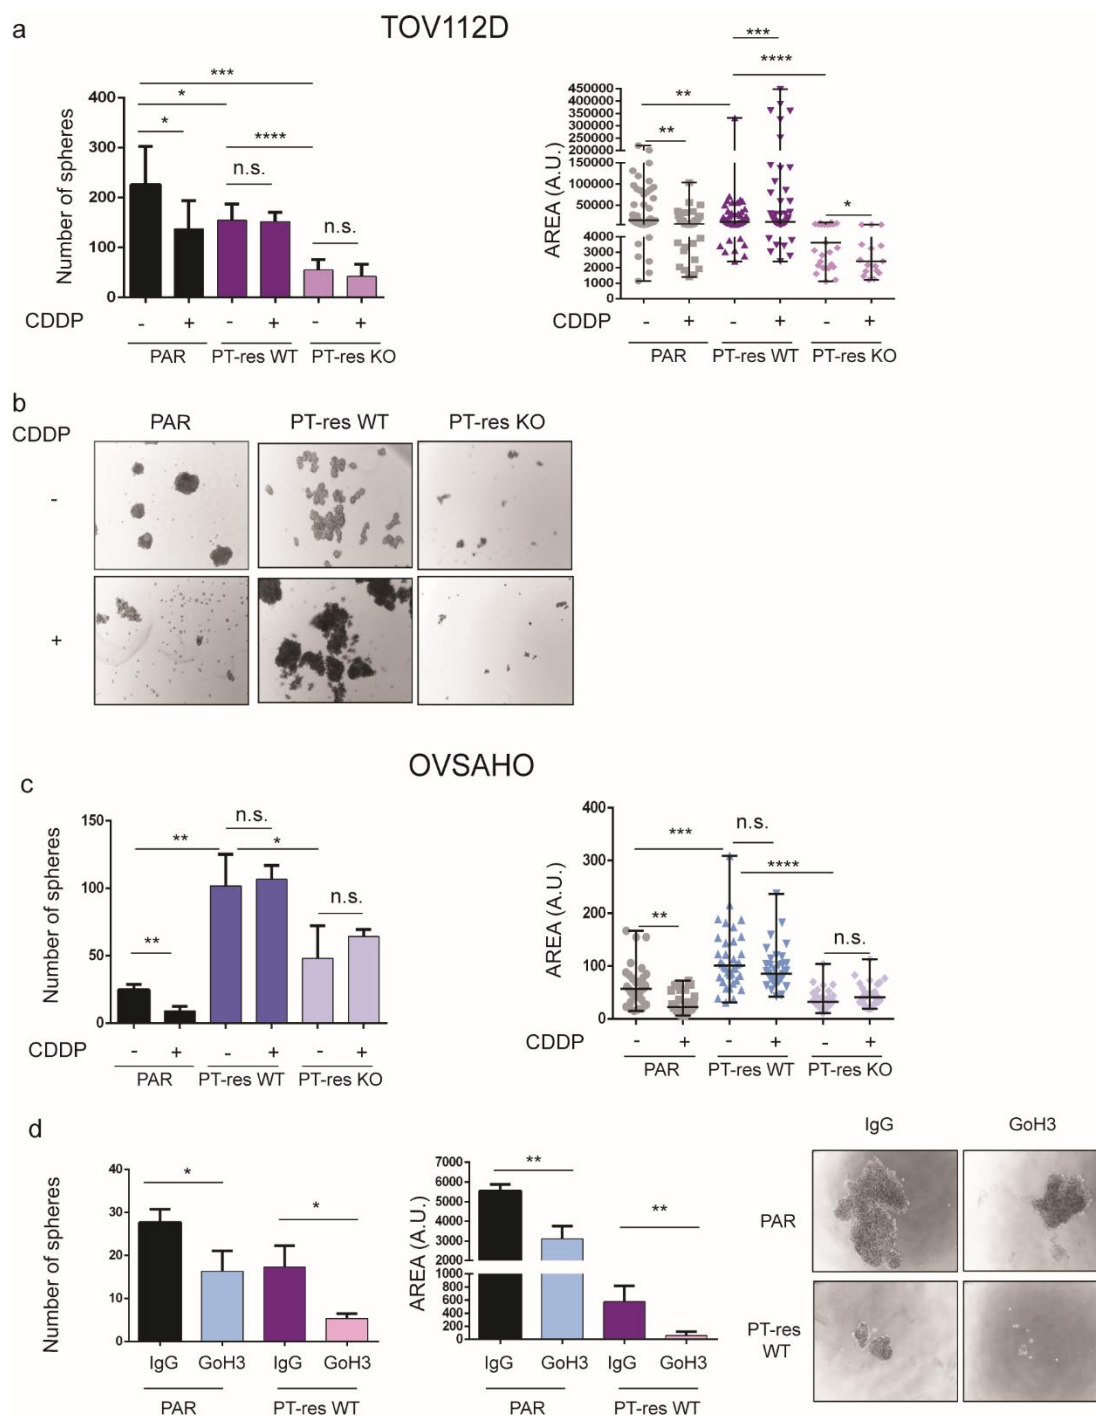 a
TOV112D
***
*
*
****
n.s.
n.s.
Number of spheres
400
300
200
100
0
CDDP
- + - + - +
PAR PT-res WT PT-res KO
***
****
**
**
*
AREA (A.U.)
450000
400000
350000
300000
250000
200000
150000
100000
50000
4000
3000
2000
1000
0
CDDP
- + - + - +
PAR PT-res WT PT-res KO
b
CDDP
PAR PT-res WT PT-res KO
-
+
OVSAHO
c
n.s.
**
*
n.s.
**
Number of spheres
150
100
50
0
CDDP
- + - + - +
PAR PT-res WT PT-res KO
n.s.
***
****
**
n.s.
AREA (A.U.)
400
300
200
100
0
CDDP
- + - + - +
PAR PT-res WT PT-res KO
d
*
*
Number of spheres
40
30
20
10
0
IgG GoH3 IgG GoH3
PAR PT-res WT
**
**
AREA (A.U.)
7000
6000
5000
4000
3000
2000
1000
800
600
400
200
0
IgG GoH3 IgG GoH3
PAR PT-res WT
IgG GoH3
PAR
PT-res
WT